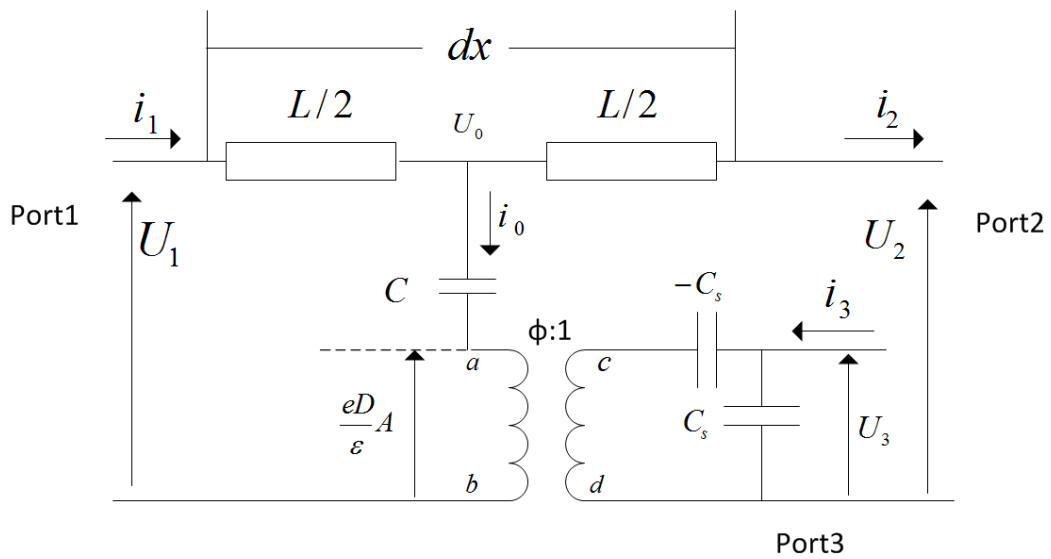 dx
i₁
L/2
U₀
L/2
i₂
Port1
U₁
i₀
U₂
Port2
C
−Cₛ
i₃
ϕ:1
a
c
eD/ε A
Cₛ
U₃
b
d
Port3